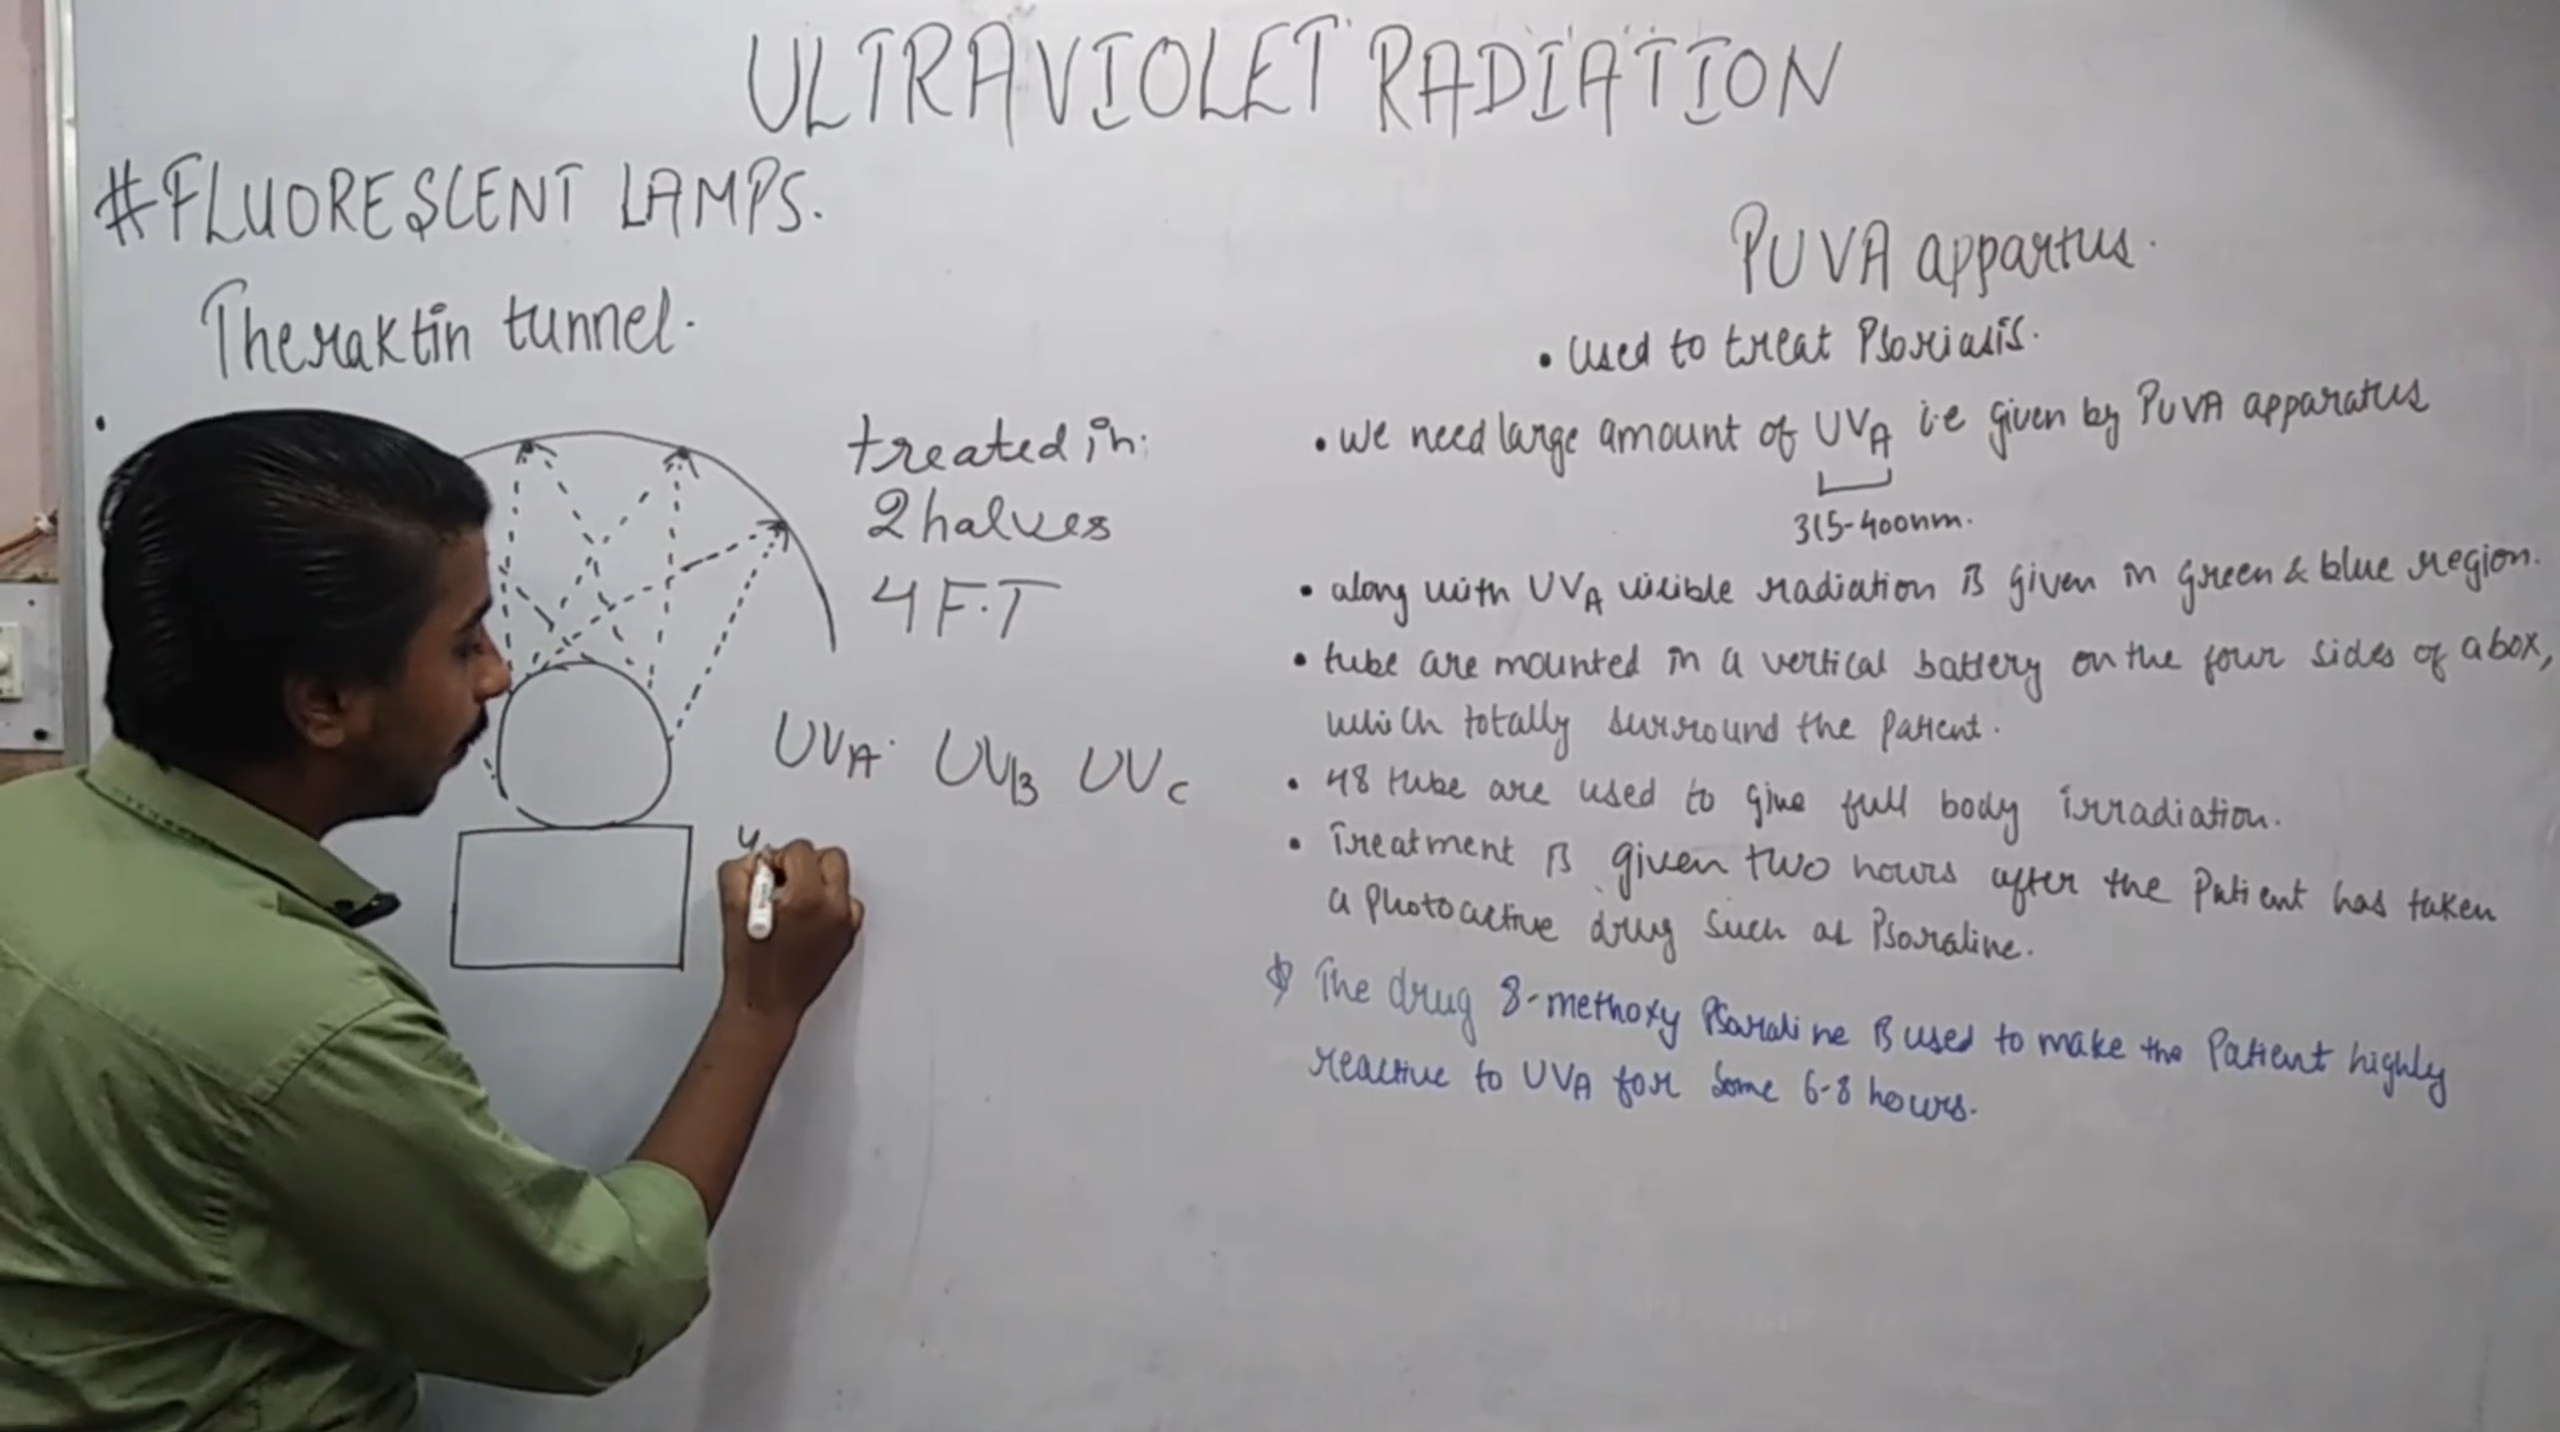 ULTRAVIOLET RADIATION
#FLUORESCENT LAMPS.
Theraktin tunnel.
treated in:
2 halves
4 F.T
UVA. UVB UVC
PUVA appartus.
• used to treat Psoriasis.
• we need large amount of UVA i.e given by PUVA apparatus
315-400nm.
• along with UVA visible radiation is given in green & blue region.
• tube are mounted in a vertical battery on the four sides of a box,
which totally surround the patient.
• 48 tube are used to give full body irradiation.
• Treatment is given two hours after the Patient has taken
a Photoactive drug such as Psoraline.
The drug 8-methoxy Psoraline is used to make the Patient highly
reactive to UVA for some 6-8 hours.